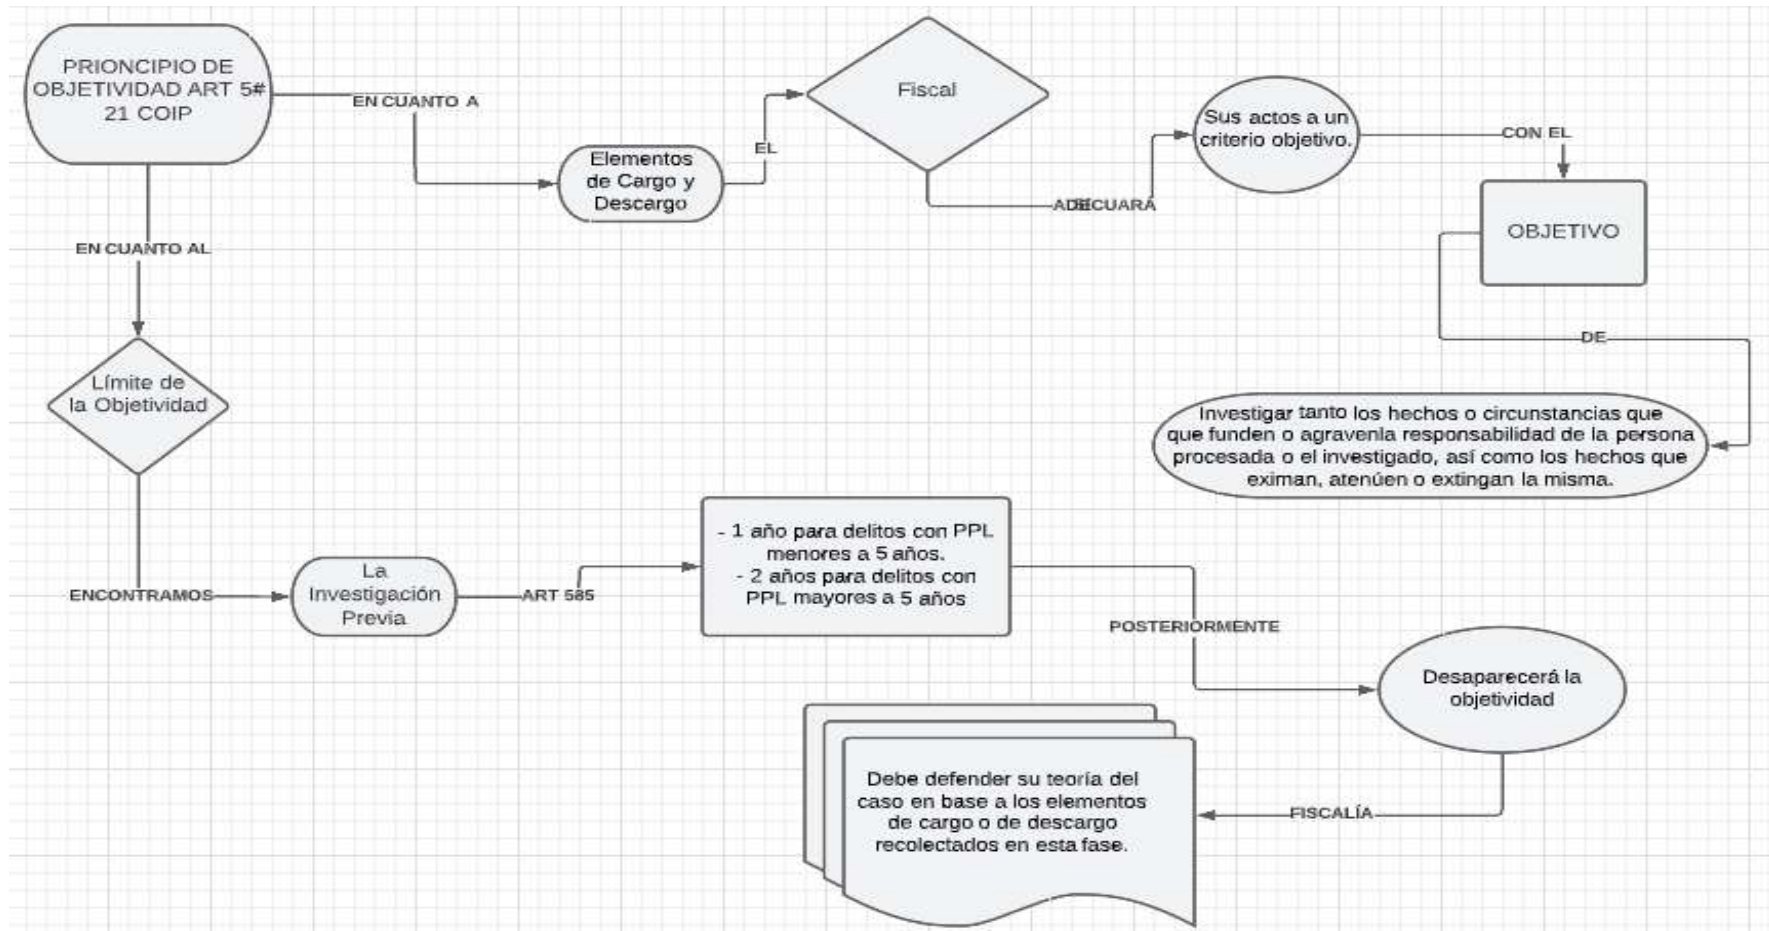 PRIONCIPIO DE
OBJETIVIDAD ART 5#
21 COIP
EN CUANTO A
Elementos
de Cargo y
Descargo
EL
Fiscal
ADECUARÁ
Sus actos a un
criterio objetivo.
CON EL
OBJETIVO
DE
Investigar tanto los hechos o circunstancias que
que funden o agravenla responsabilidad de la persona
procesada o el investigado, así como los hechos que
eximan, atenúen o extingan la misma.
EN CUANTO AL
Límite de
la Objetividad
ENCONTRAMOS
La
Investigación
Previa
ART 585
- 1 año para delitos con PPL
menores a 5 años.
- 2 años para delitos con
PPL mayores a 5 años
POSTERIORMENTE
Desaparecerá la
objetividad
FISCALÍA
Debe defender su teoría del
caso en base a los elementos
de cargo o de descargo
recolectados en esta fase.